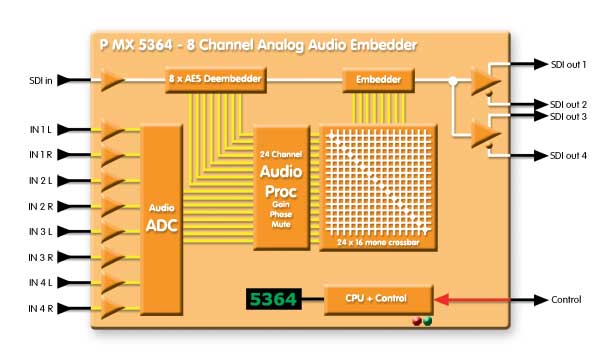 P MX 5364 - 8 Channel Analog Audio Embedder
SDI in
8 x AES Deembedder
Embedder
SDI out 1
SDI out 2
SDI out 3
SDI out 4
IN 1 L
IN 1 R
IN 2 L
IN 2 R
IN 3 L
IN 3 R
IN 4 L
IN 4 R
Audio
ADC
24 Channel
Audio
Proc
Gain
Phase
Mute
24 x 16 mono crossbar
5364
CPU + Control
Control